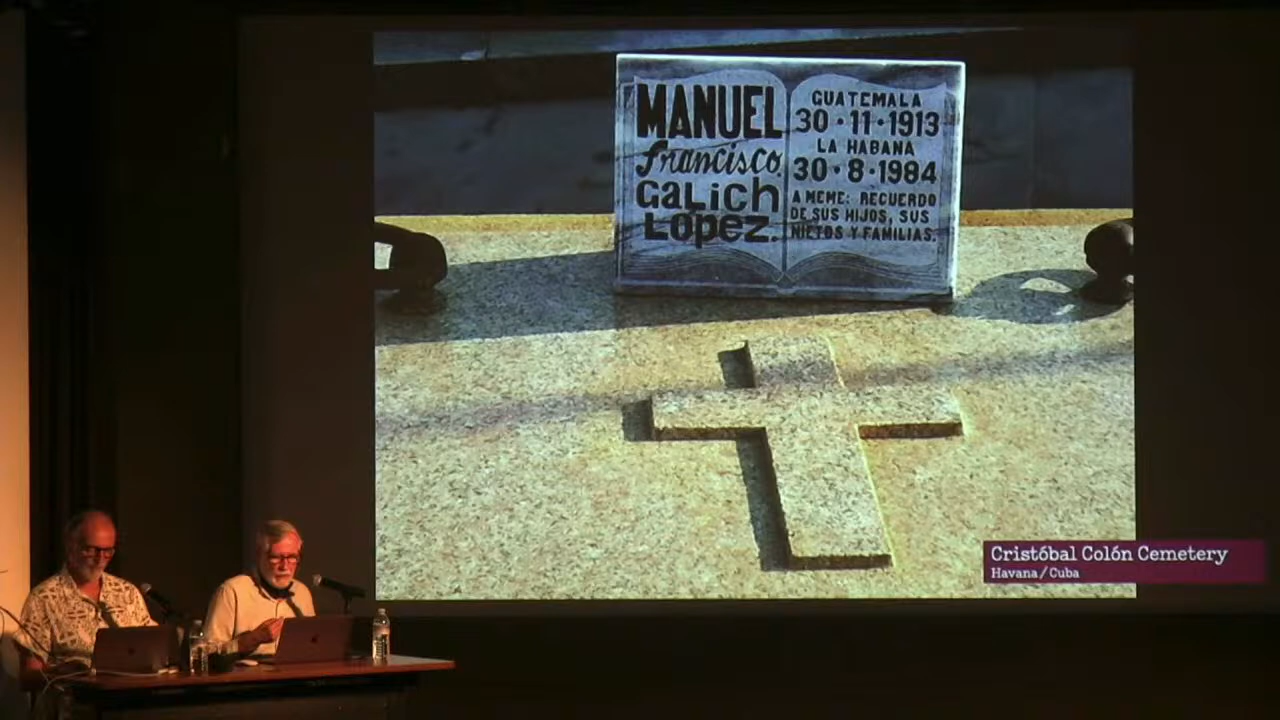 MANUEL
francisco
GaLich
Lopez.
GUATEMALA
30·11·1913
LA HABANA
30·8·1984
A MEME: RECUERDO
DE SUS HIJOS, SUS
NIETOS Y FAMILIAS.
Cristóbal Colón Cemetery
Havana/Cuba